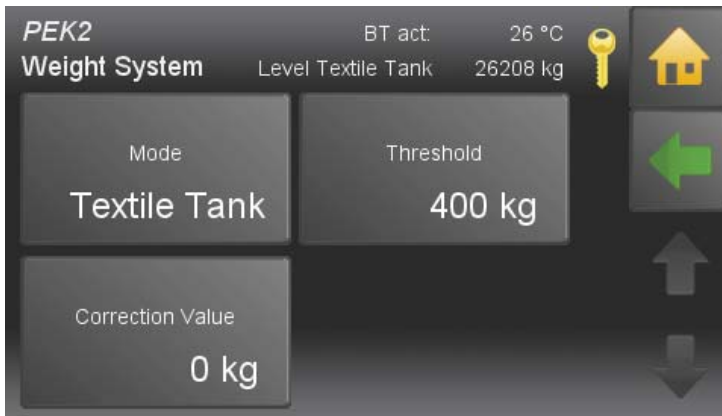 PEK2 BT act: 26 °C
Weight System Level Textile Tank 26208 kg
Mode
Textile Tank
Threshold
400 kg
Correction Value
0 kg